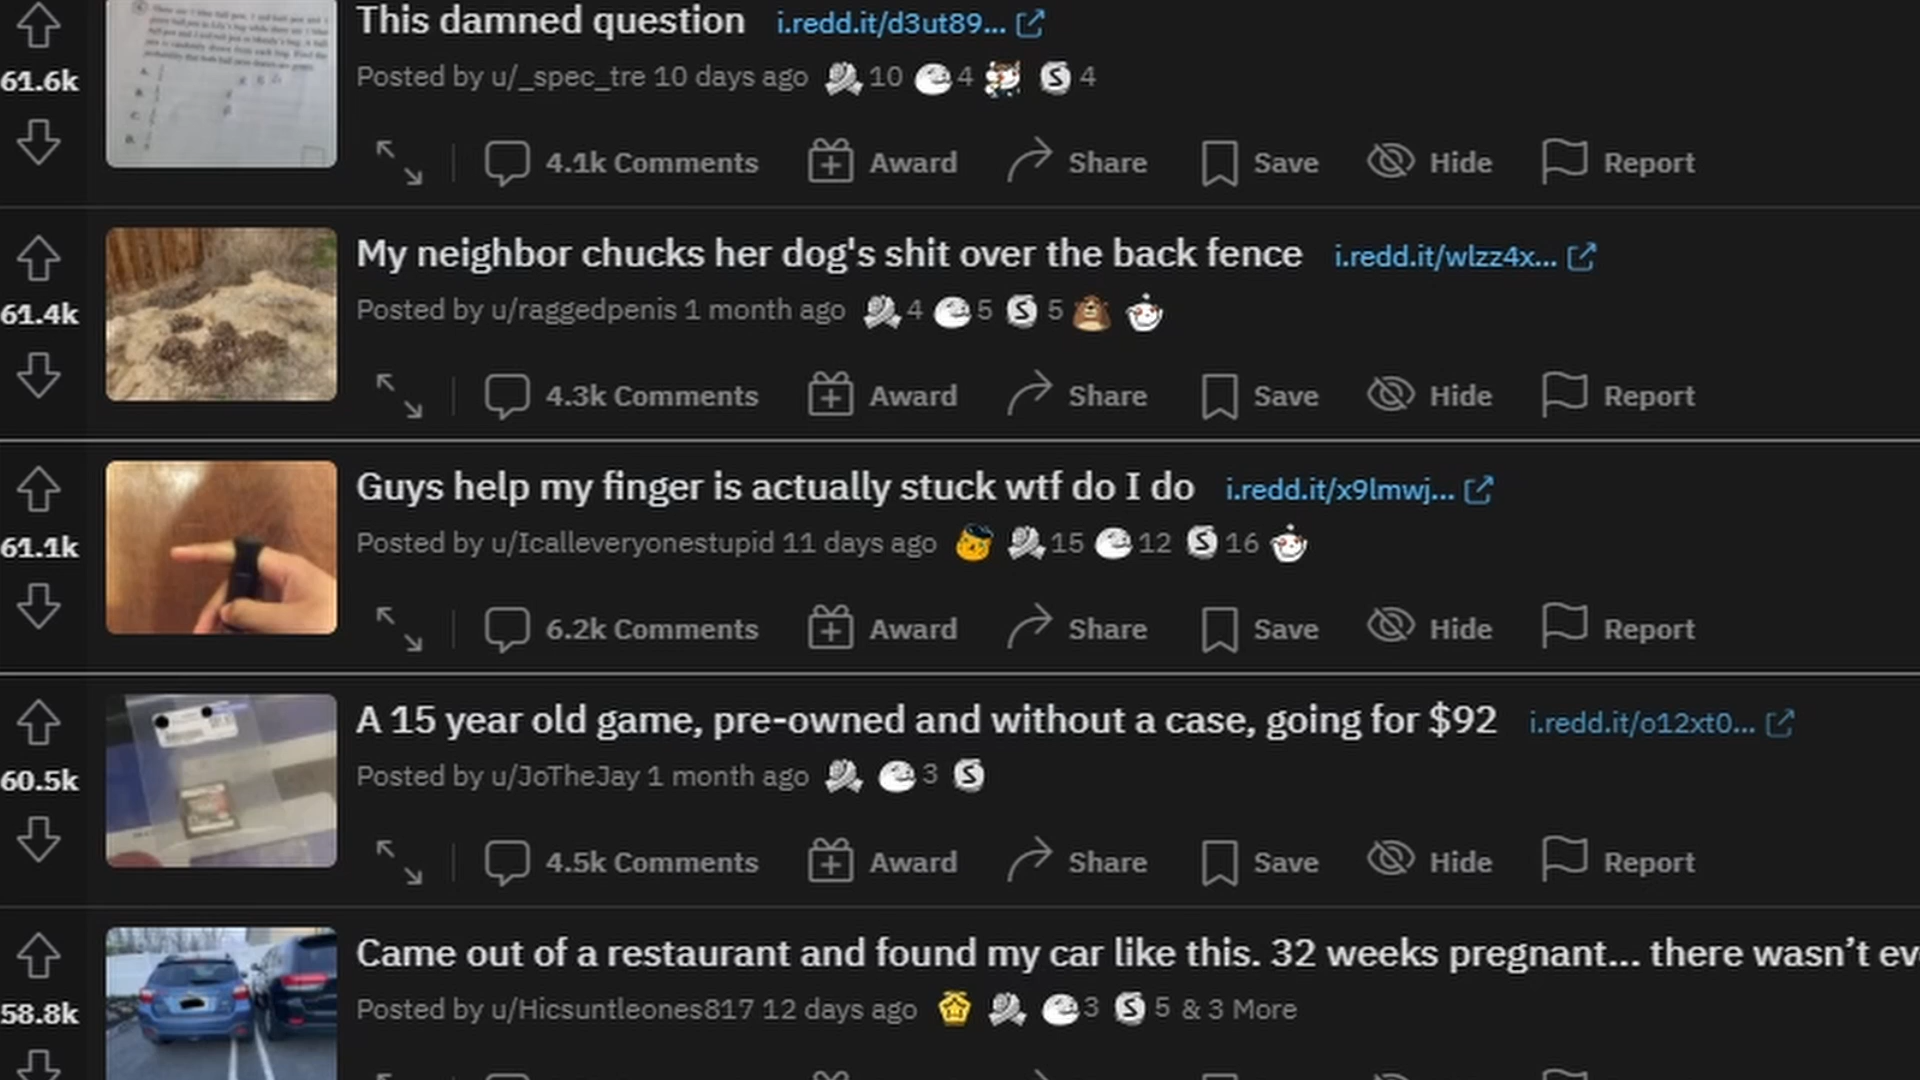 This damned question i.redd.it/d3ut89...
Posted by u/_spec_tre 10 days ago 10 4 S 4
61.6k
4.1k Comments Award Share Save Hide Report
My neighbor chucks her dog's shit over the back fence i.redd.it/wlzz4x...
Posted by u/raggedpenis 1 month ago 4 5 S 5
61.4k
4.3k Comments Award Share Save Hide Report
Guys help my finger is actually stuck wtf do I do i.redd.it/x9lmwj...
Posted by u/Icalleveryonestupid 11 days ago 15 12 S 16
61.1k
6.2k Comments Award Share Save Hide Report
A 15 year old game, pre-owned and without a case, going for $92 i.redd.it/o12xt0...
Posted by u/JoTheJay 1 month ago 3 S
60.5k
4.5k Comments Award Share Save Hide Report
Came out of a restaurant and found my car like this. 32 weeks pregnant... there wasn’t ev
Posted by u/Hicsuntleones817 12 days ago 3 S 5 & 3 More
58.8k